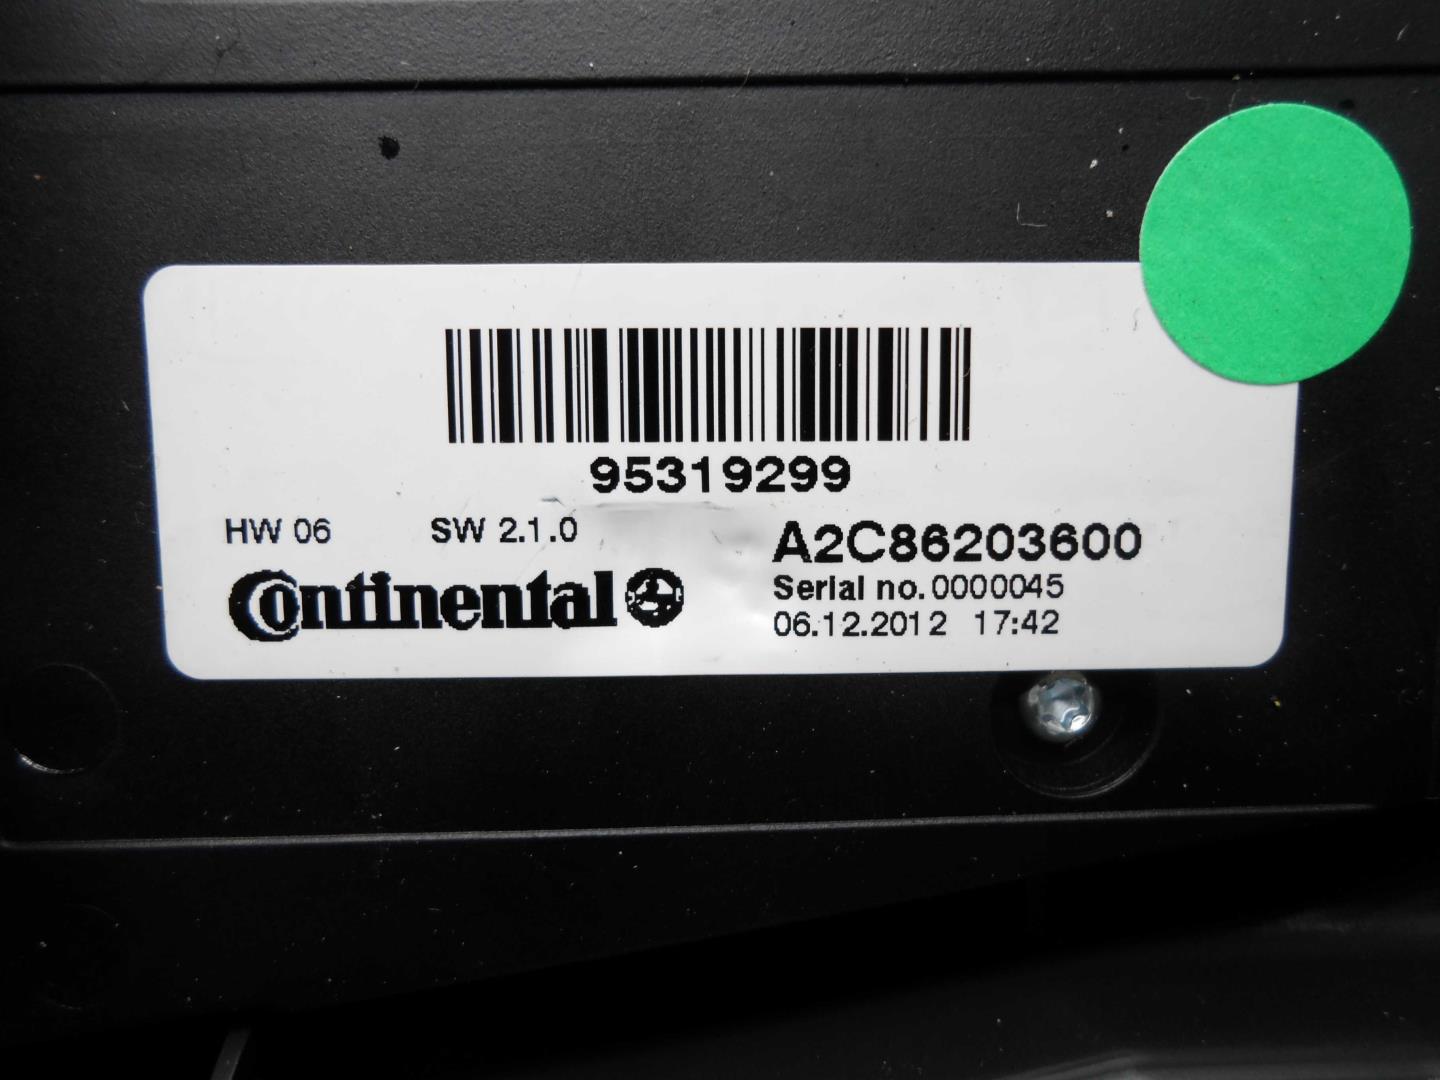 95319299
HW 06 SW 2.1.0
A2C86203600
Continental
Serial no. 0000045
06.12.2012 17:42